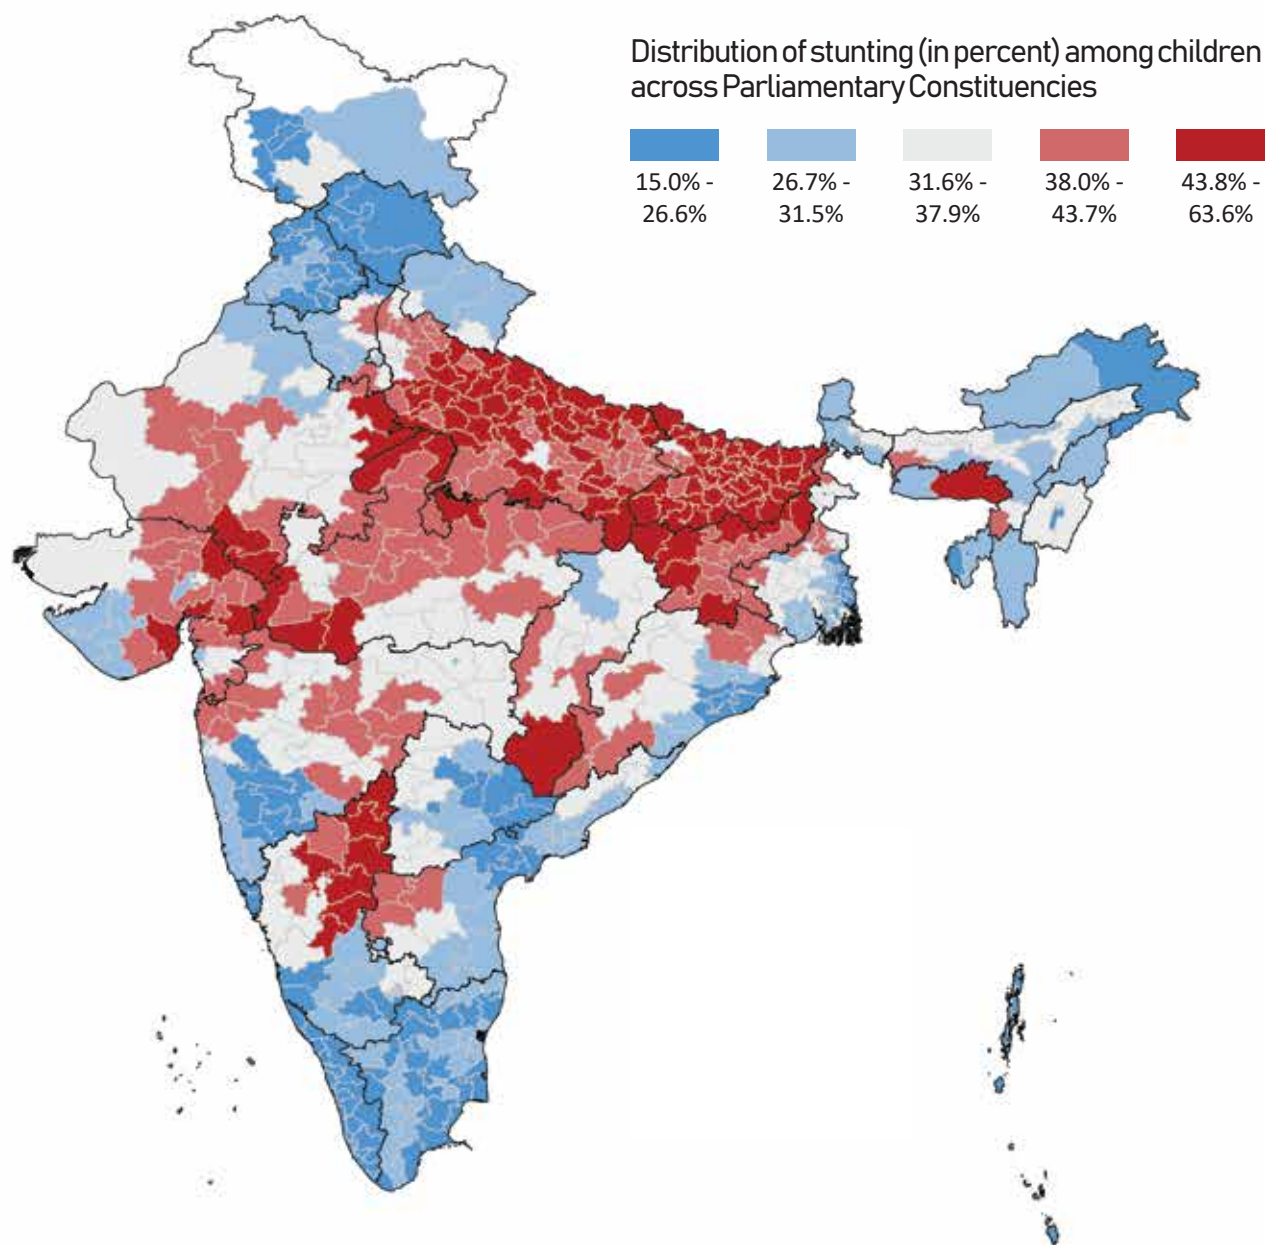 Distribution of stunting (in percent) among children
across Parliamentary Constituencies
15.0% - 26.7% - 31.6% - 38.0% - 43.8% -
26.6% 31.5% 37.9% 43.7% 63.6%